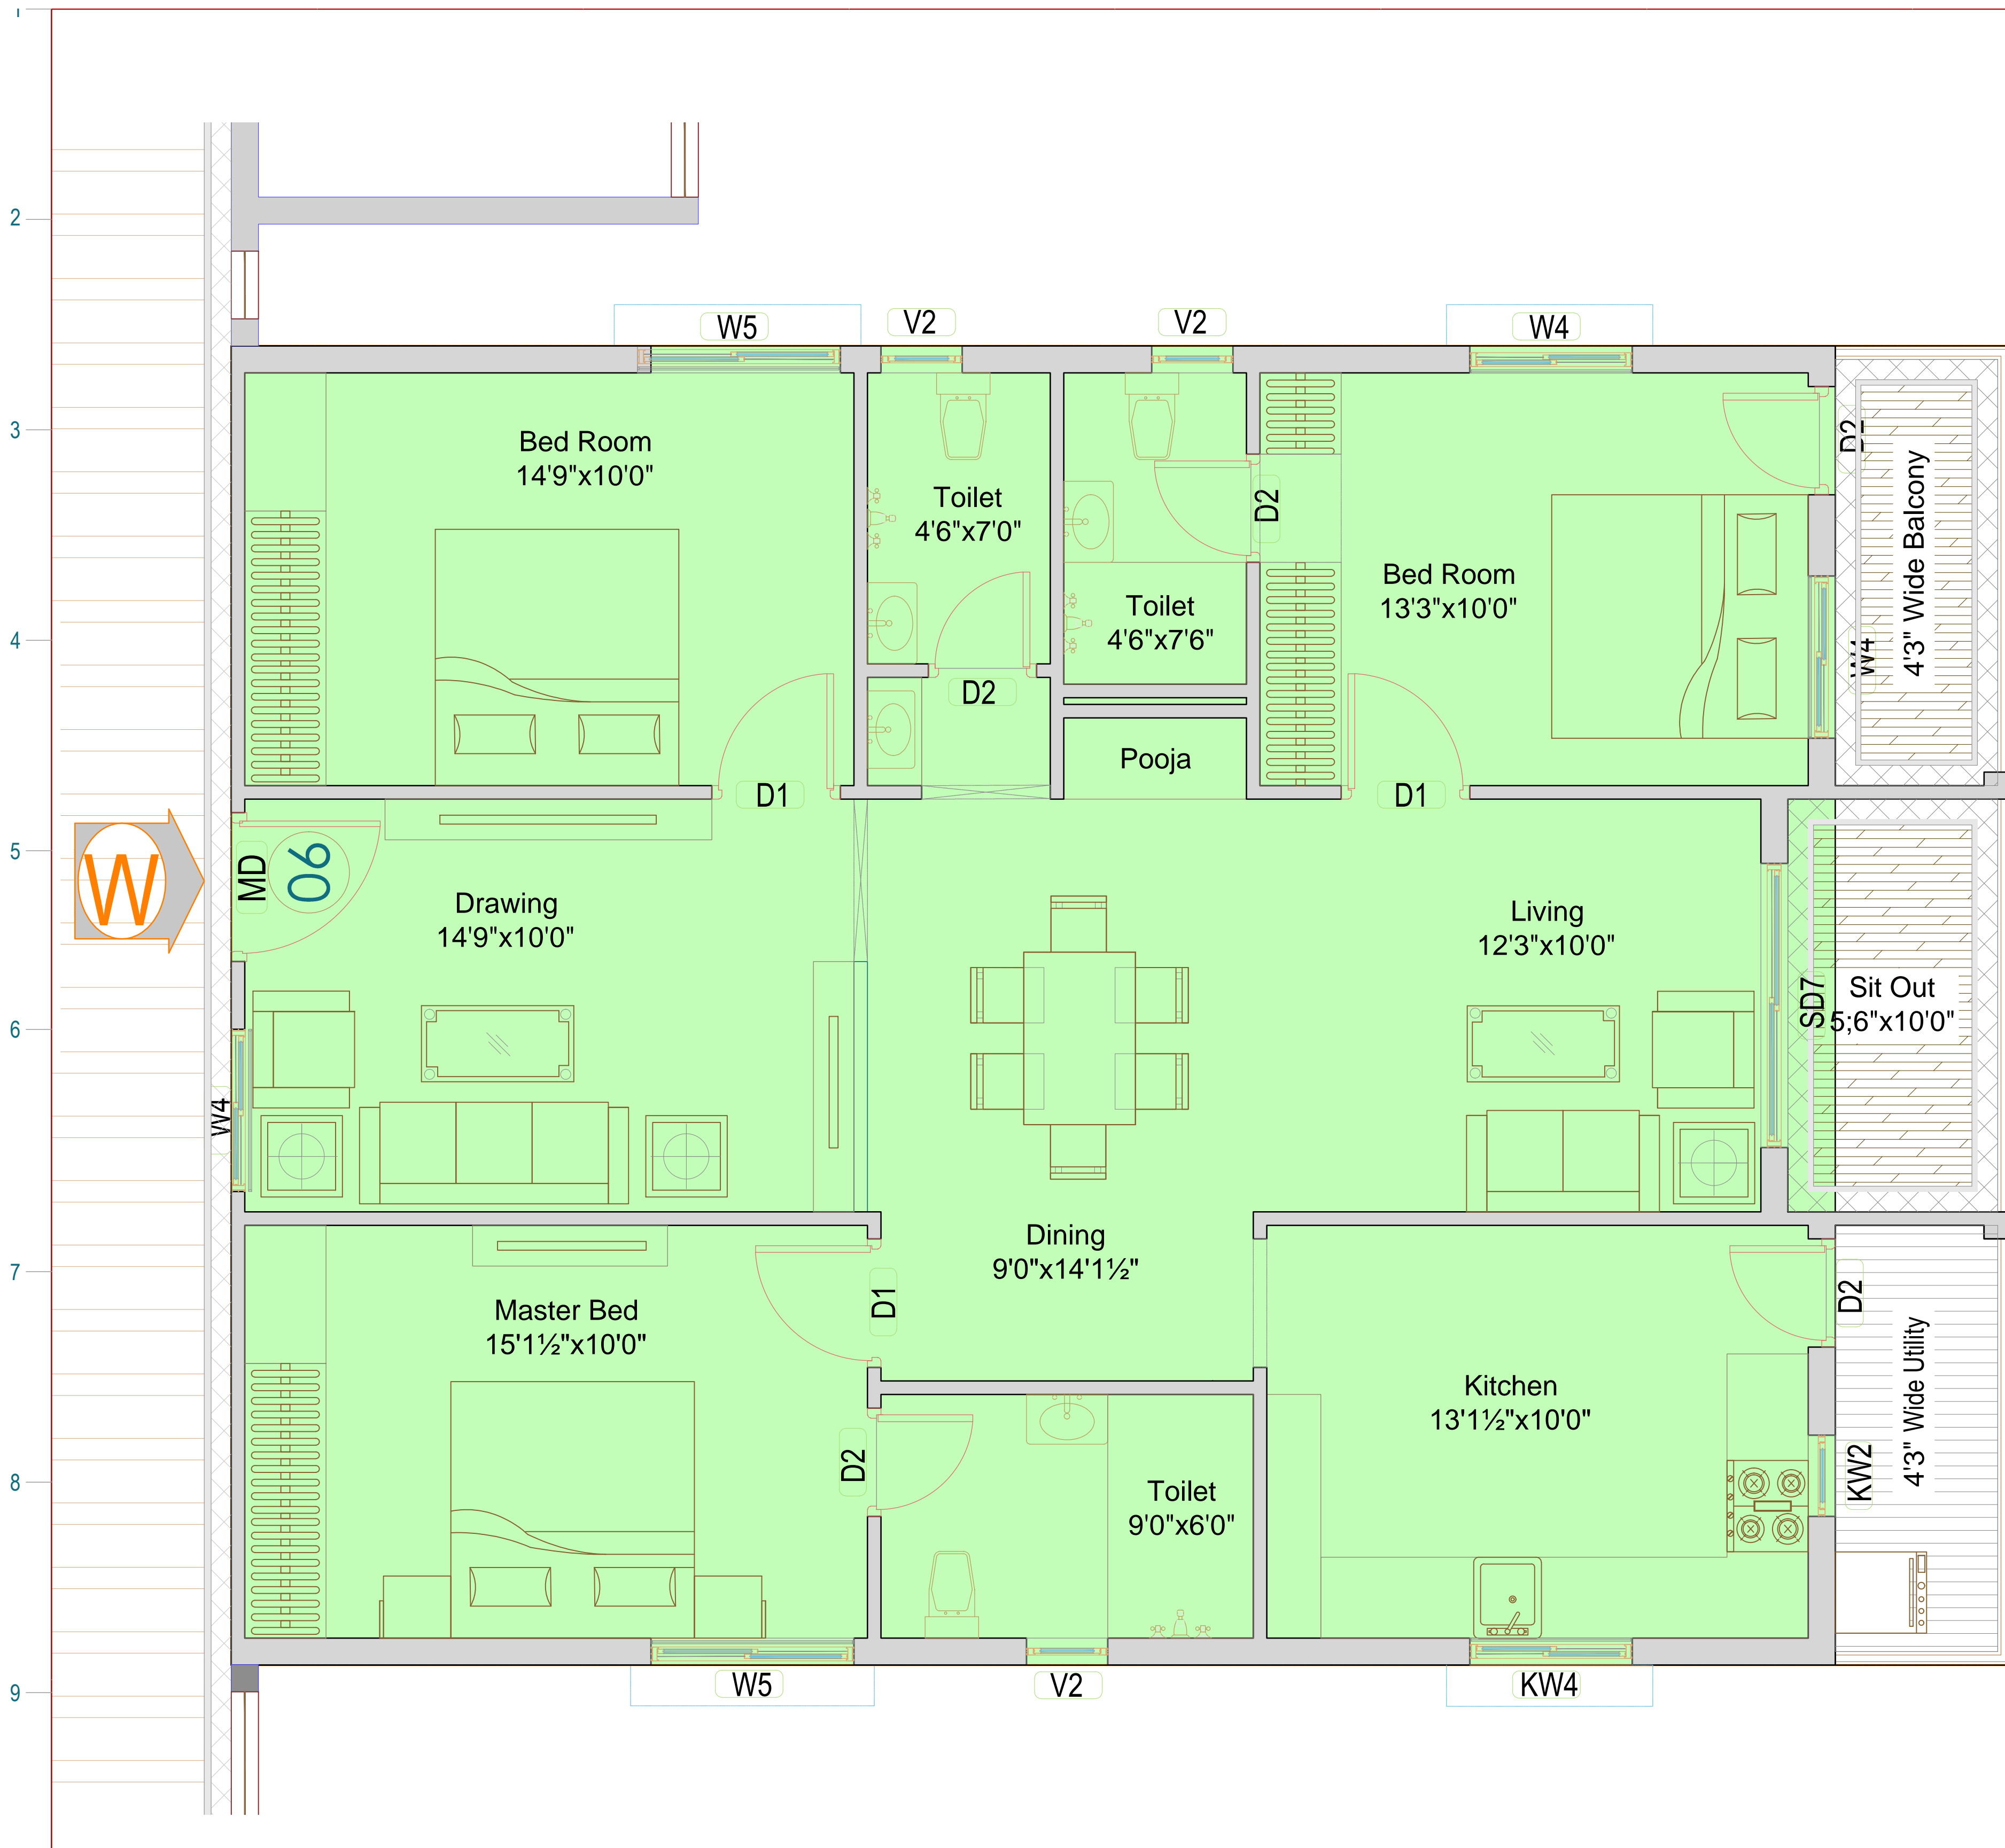 1
2
3
4
5
6
7
8
9
W5
V2
V2
W4
Bed Room
14'9"x10'0"
Toilet
4'6"x7'0"
D2
Toilet
4'6"x7'6"
D2
Bed Room
13'3"x10'0"
D2
W4
4'3" Wide Balcony
Pooja
D1
D1
W
MD
06
Drawing
14'9"x10'0"
W4
Living
12'3"x10'0"
SD7
Sit Out
5;6"x10'0"
Dining
9'0"x14'1½"
Master Bed
15'1½"x10'0"
D1
D2
Toilet
9'0"x6'0"
Kitchen
13'1½"x10'0"
D2
KW2
4'3" Wide Utility
W5
V2
KW4